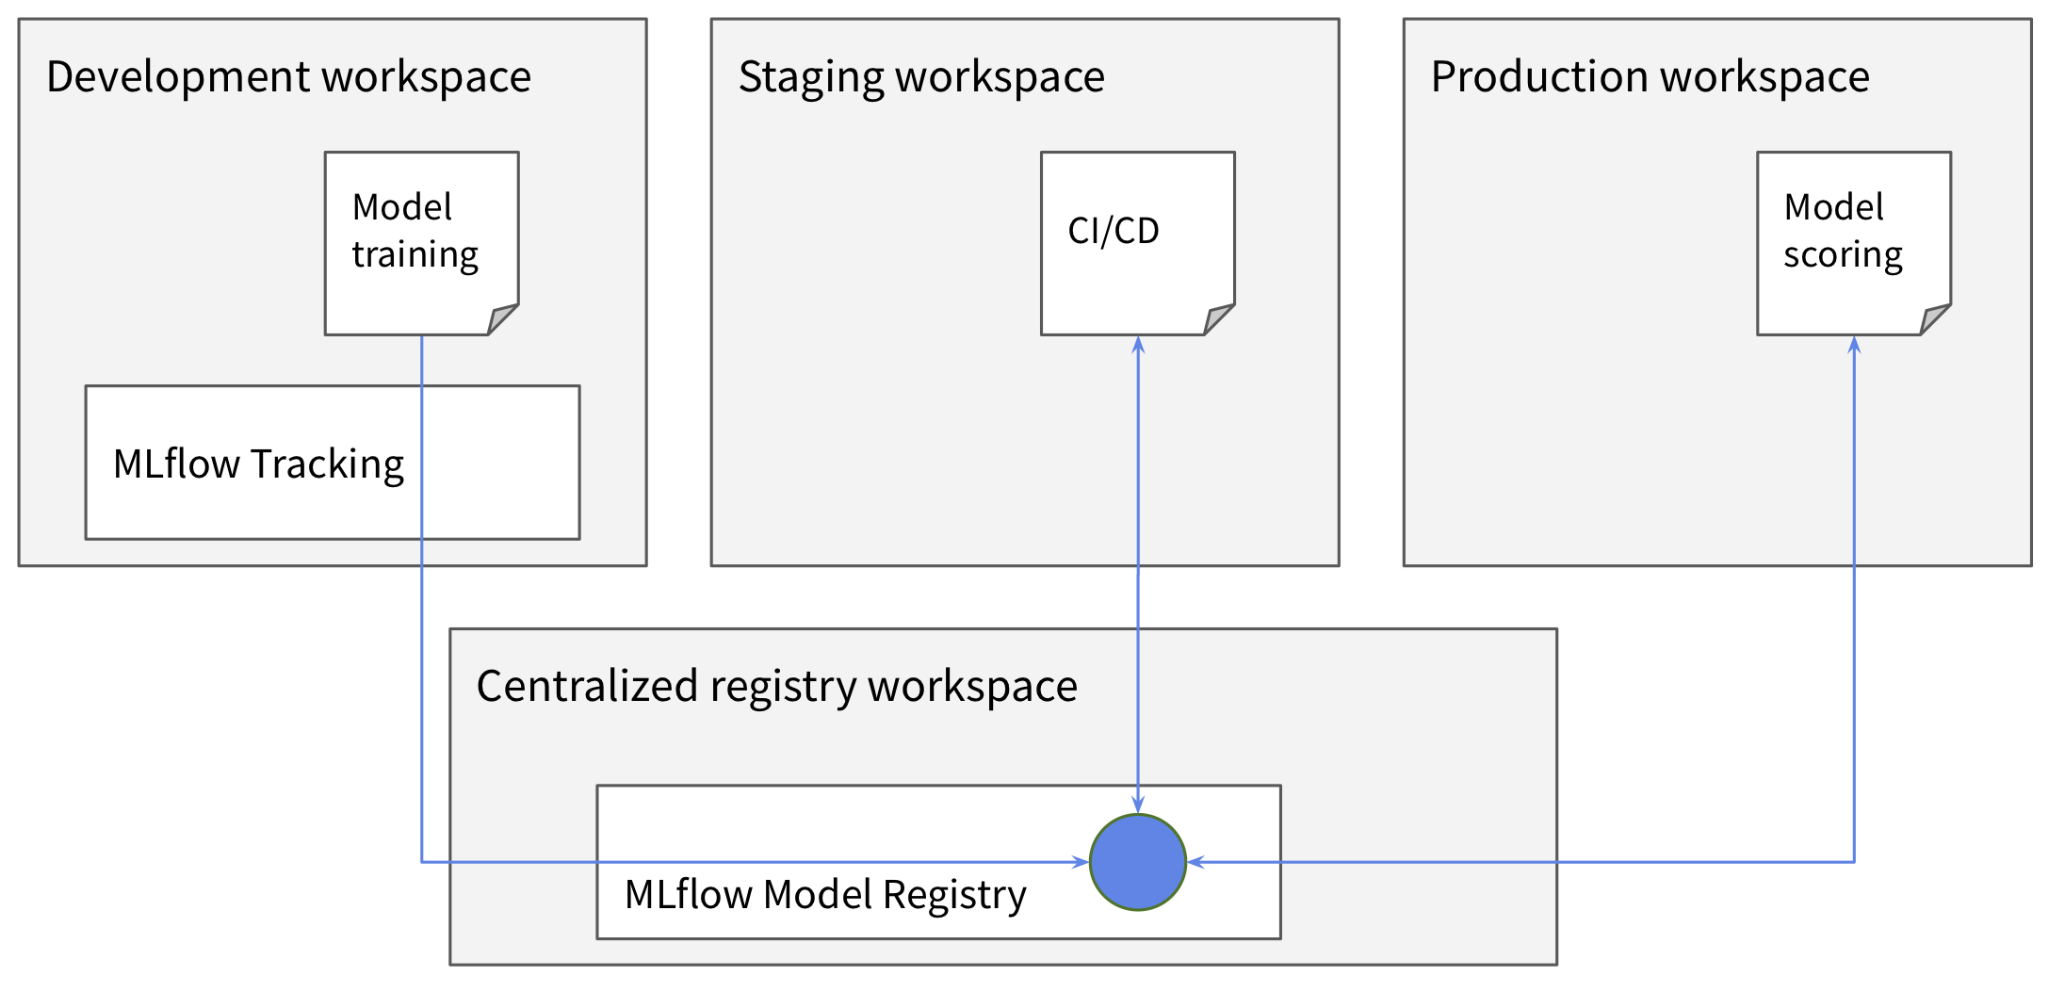 Development workspace
Model
training
MLflow Tracking
Staging workspace
CI/CD
Production workspace
Model
scoring
Centralized registry workspace
MLflow Model Registry